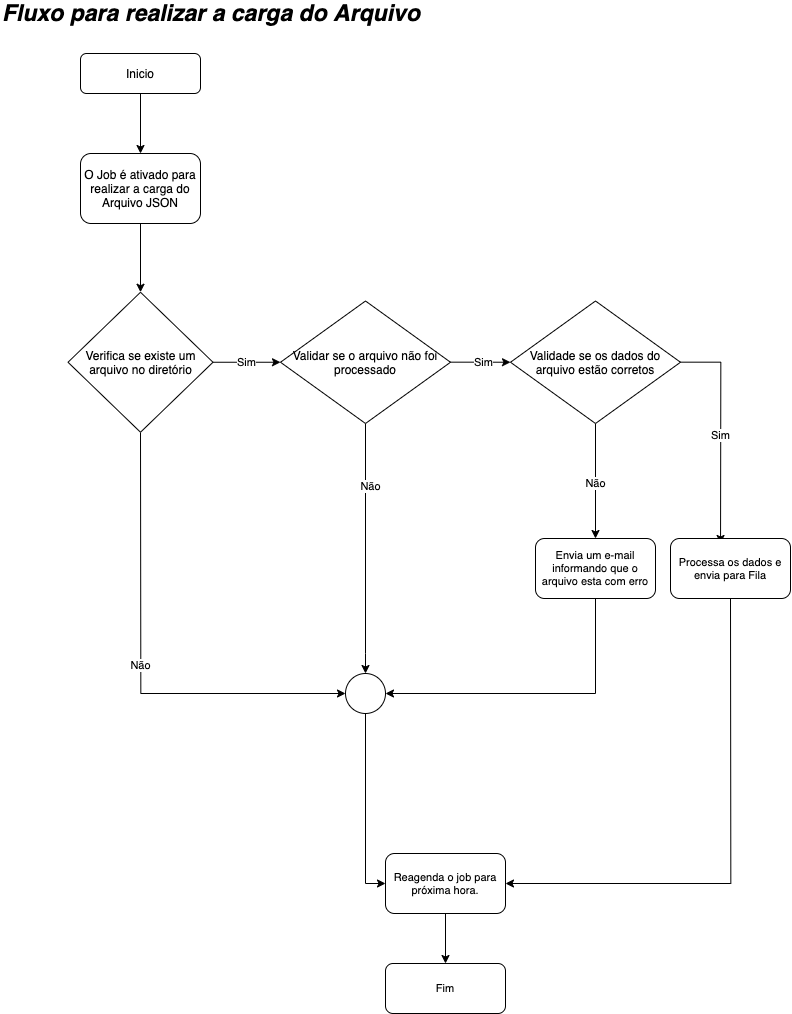 Fluxo para realizar a carga do Arquivo
Inicio
O Job é ativado para
realizar a carga do
Arquivo JSON
Verifica se existe um
arquivo no diretório
Sim
Validar se o arquivo não foi
processado
Sim
Validade se os dados do
arquivo estão corretos
Sim
Não
Não
Envia um e-mail
informando que o
arquivo esta com erro
Processa os dados e
envia para Fila
Não
Reagenda o job para
próxima hora.
Fim